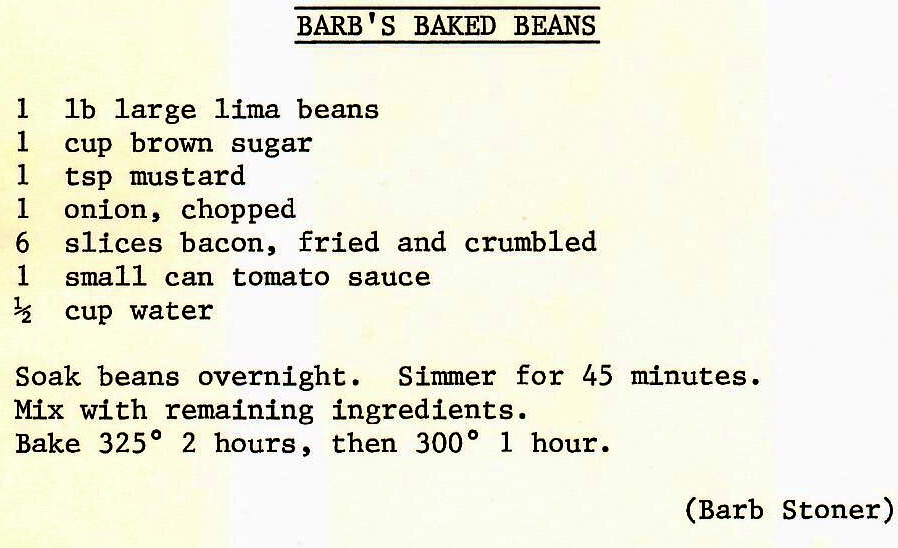 BARB'S BAKED BEANS
1 lb large lima beans
1 cup brown sugar
1 tsp mustard
1 onion, chopped
6 slices bacon, fried and crumbled
1 small can tomato sauce
½ cup water
Soak beans overnight. Simmer for 45 minutes.
Mix with remaining ingredients.
Bake 325° 2 hours, then 300° 1 hour.
(Barb Stoner)